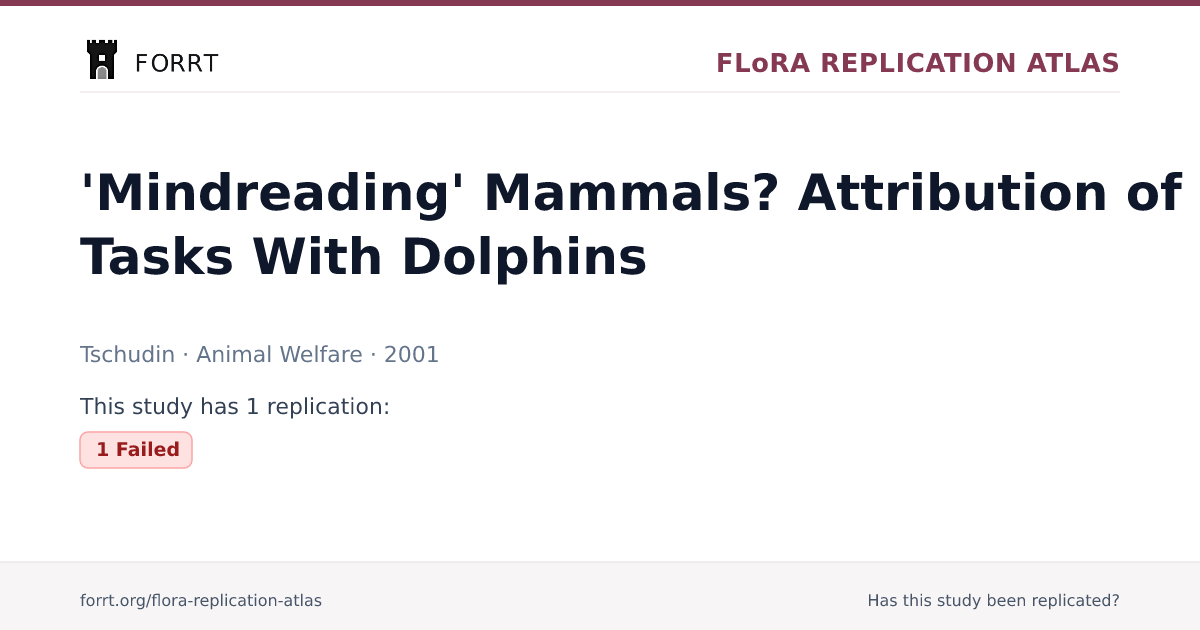 FORRT
FLoRA REPLICATION ATLAS
'Mindreading' Mammals? Attribution of
Tasks With Dolphins
Tschudin · Animal Welfare · 2001
This study has 1 replication:
1 Failed
forrt.org/flora-replication-atlas
Has this study been replicated?